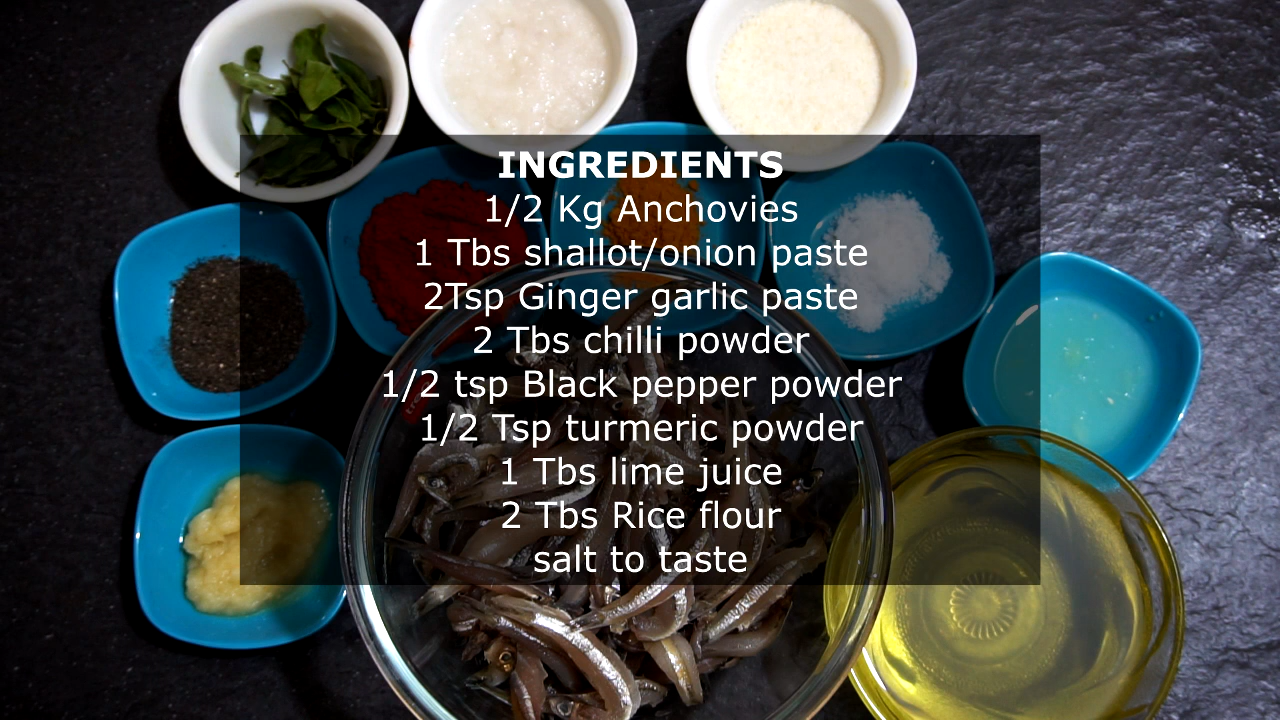 INGREDIENTS
1/2 Kg Anchovies
1 Tbs shallot/onion paste
2Tsp Ginger garlic paste
2 Tbs chilli powder
1/2 tsp Black pepper powder
1/2 Tsp turmeric powder
1 Tbs lime juice
2 Tbs Rice flour
salt to taste